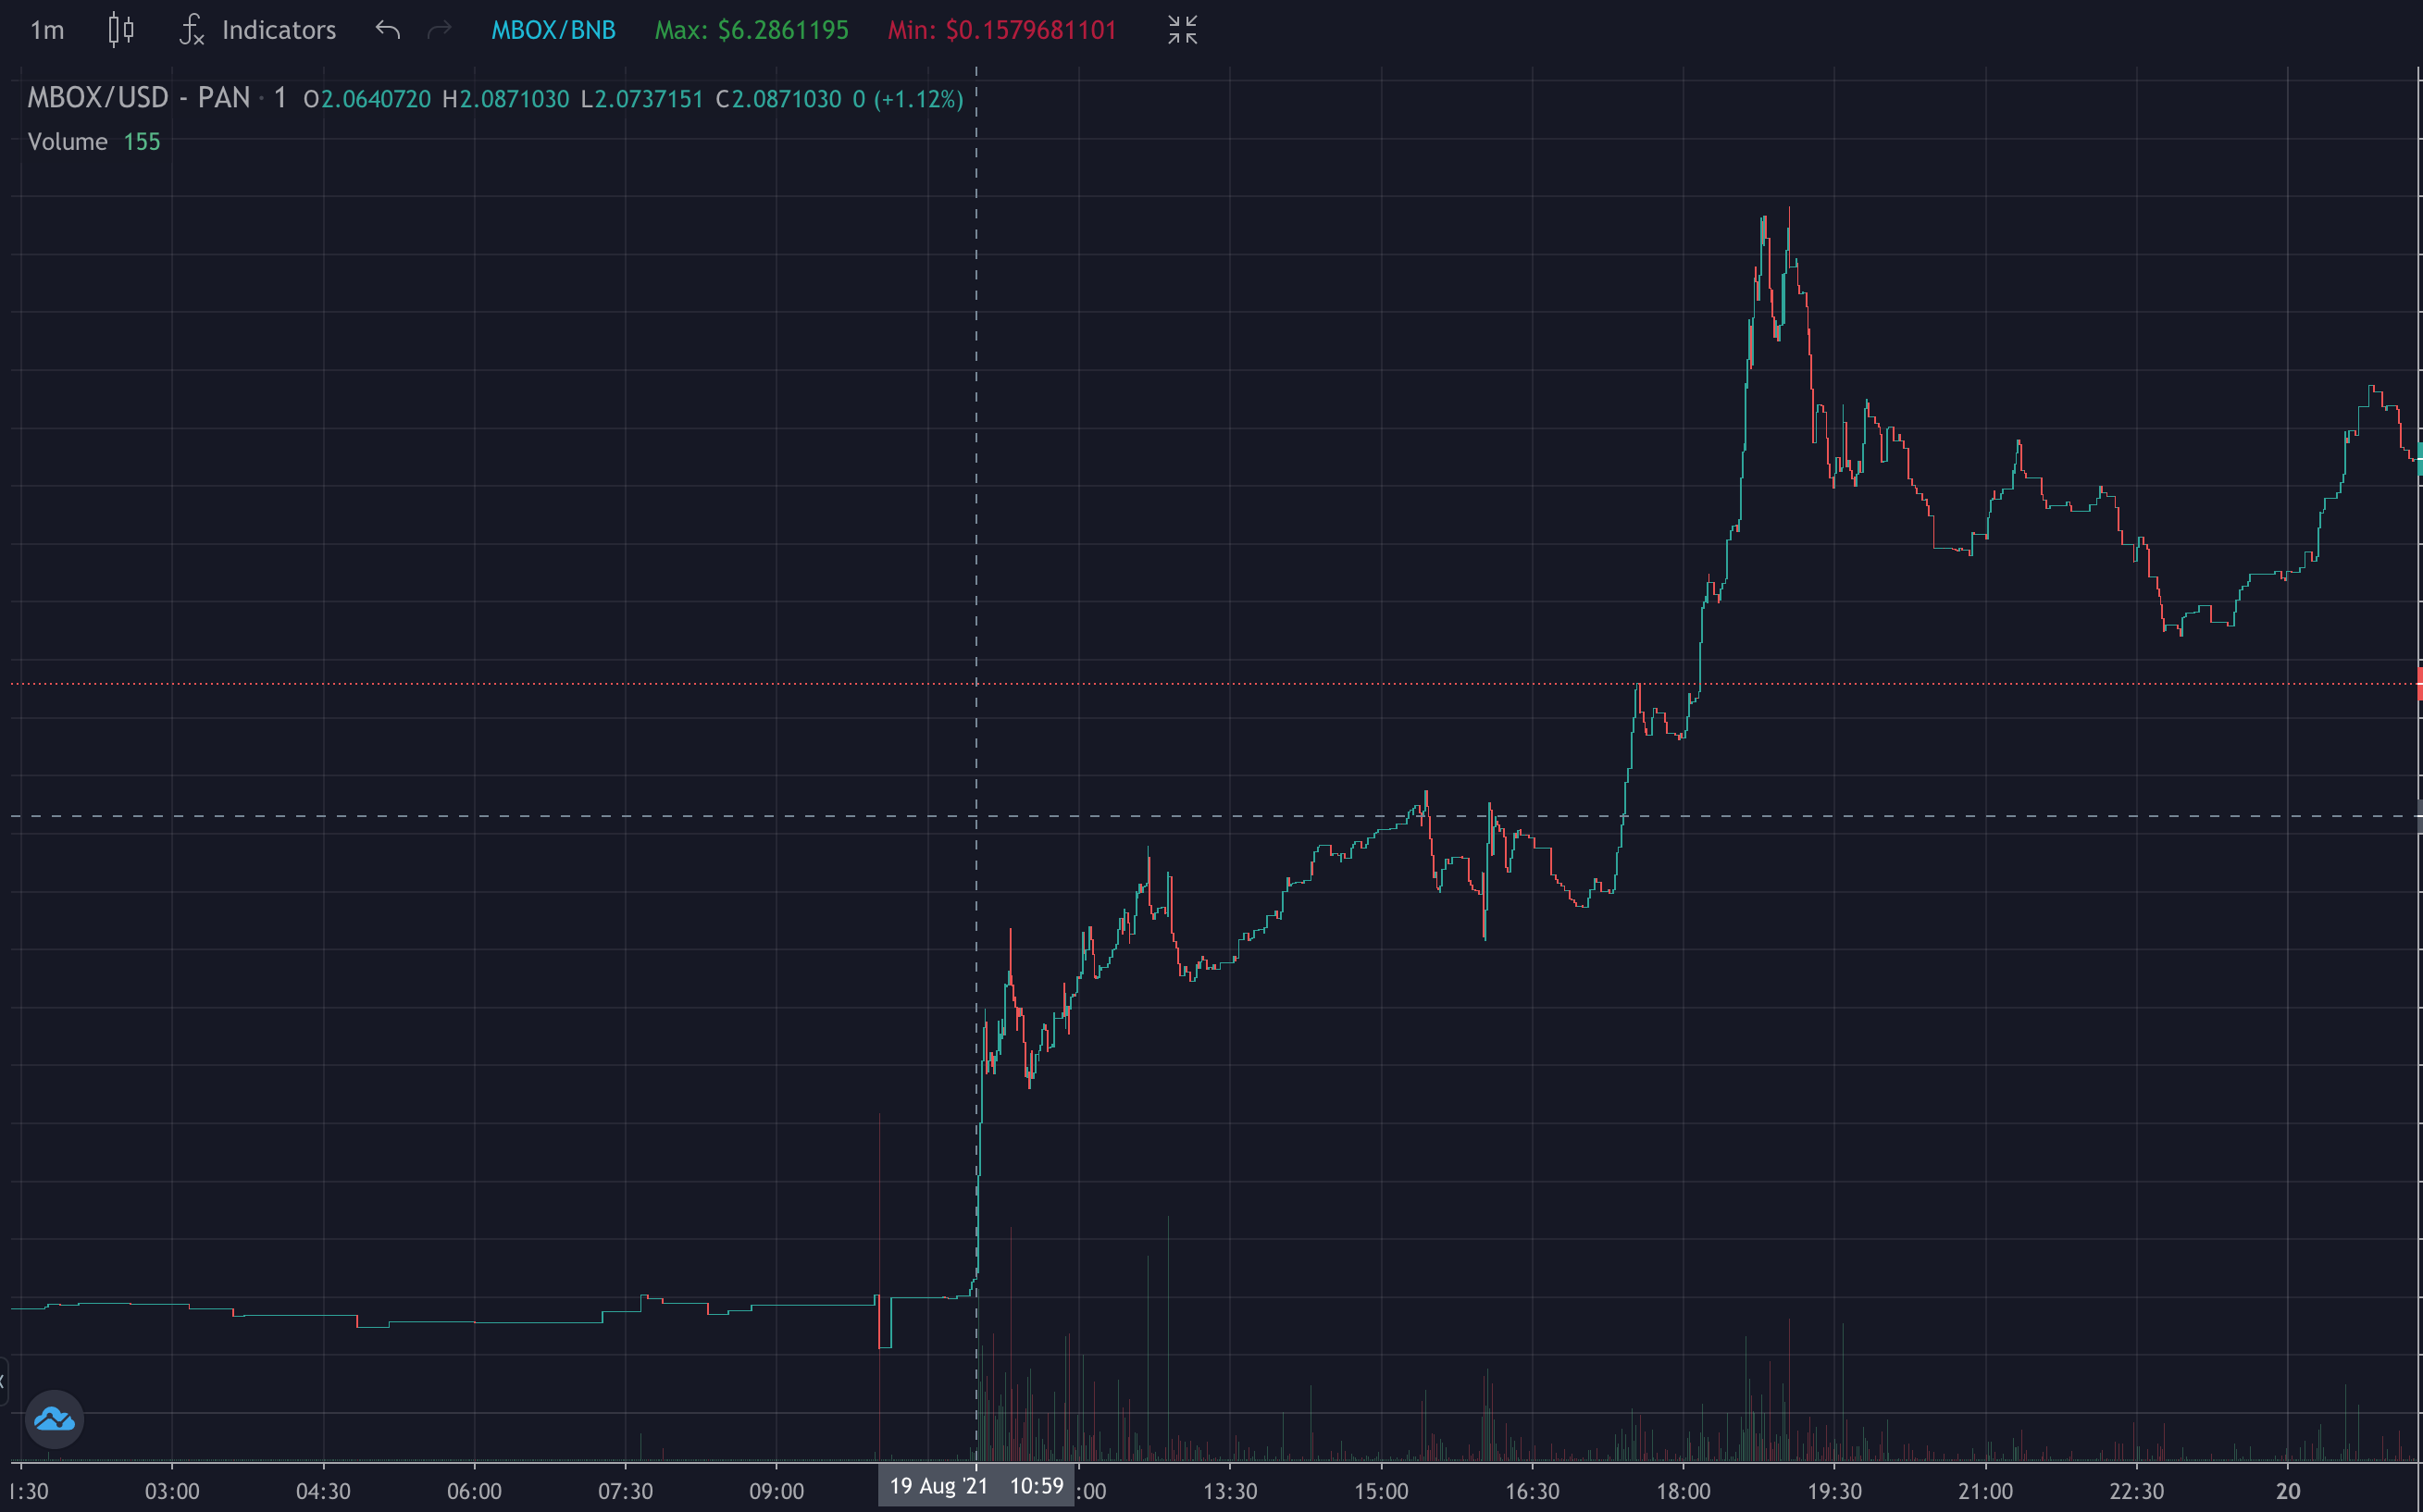 1m Indicators MBOX/BNB Max: $6.2861195 Min: $0.1579681101
MBOX/USD - PAN · 1 O2.0640720 H2.0871030 L2.0737151 C2.0871030 0 (+1.12%)
Volume 155
1:30 03:00 04:30 06:00 07:30 09:00 19 Aug '21 10:59 :00 13:30 15:00 16:30 18:00 19:30 21:00 22:30 20